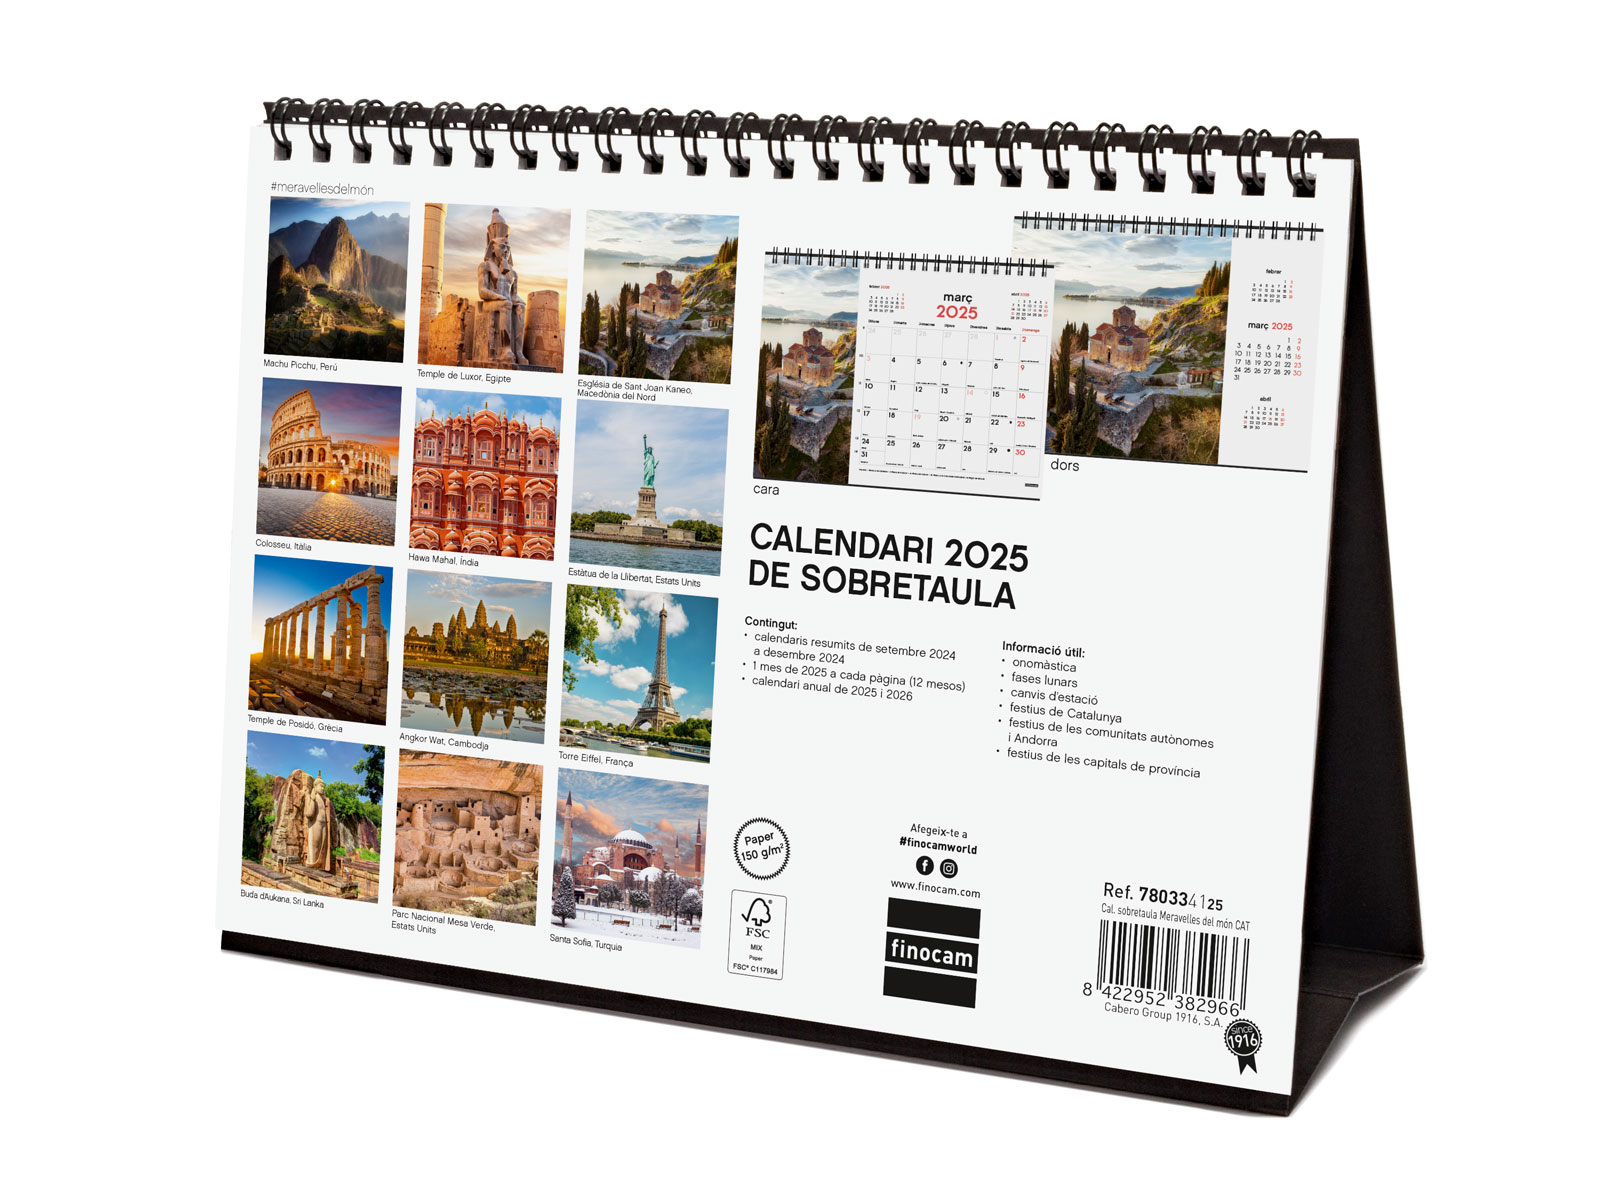 #meravellesdelmón
Machu Picchu, Perú
Temple de Luxor, Egipte
Església de Sant Joan Kaneo,
Macedònia del Nord
Colosseu, Itàlia
Hawa Mahal, Índia
Estàtua de la Llibertat, Estats Units
Temple de Posidó, Grècia
Angkor Wat, Cambodja
Torre Eiffel, França
Buda d'Aukana, Sri Lanka
Parc Nacional Mesa Verde,
Estats Units
Santa Sofia, Turquia
març
2025
cara
febrer
març 2025
abril
dors
CALENDARI 2025
DE SOBRETAULA
Contingut:
• calendaris resumits de setembre 2024
a desembre 2024
• 1 mes de 2025 a cada pàgina (12 mesos)
• calendari anual de 2025 i 2026
Informació útil:
• onomàstica
• fases lunars
• canvis d'estació
• festius de Catalunya
• festius de les comunitats autònomes
i Andorra
• festius de les capitals de província
Paper
150 g/m²
FSC
MIX
Paper
FSC® C117984
Afegeix-te a
#finocamworld
www.finocam.com
finocam
Ref. 780334125
Cal. sobretaula Meravelles del món CAT
8 422952 382966
Cabero Group 1916, S.A.
since
1916